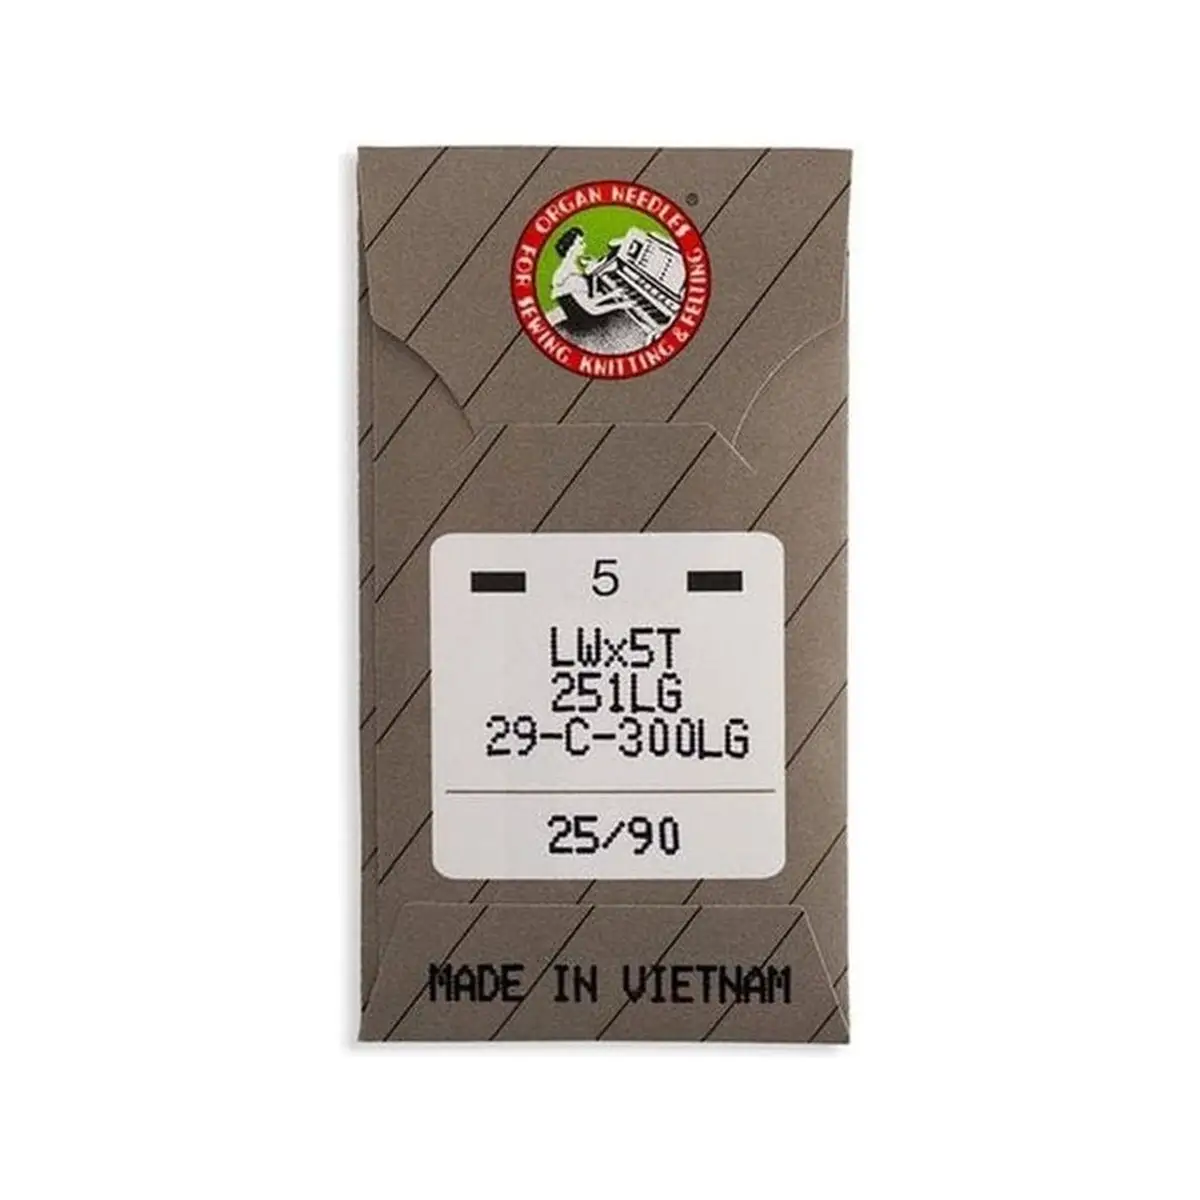 ORGAN NEEDLES
®
FOR SEWING KNITTING & FELTING
5
LWx5T
251LG
29-C-300LG
25/90
MADE IN VIETNAM